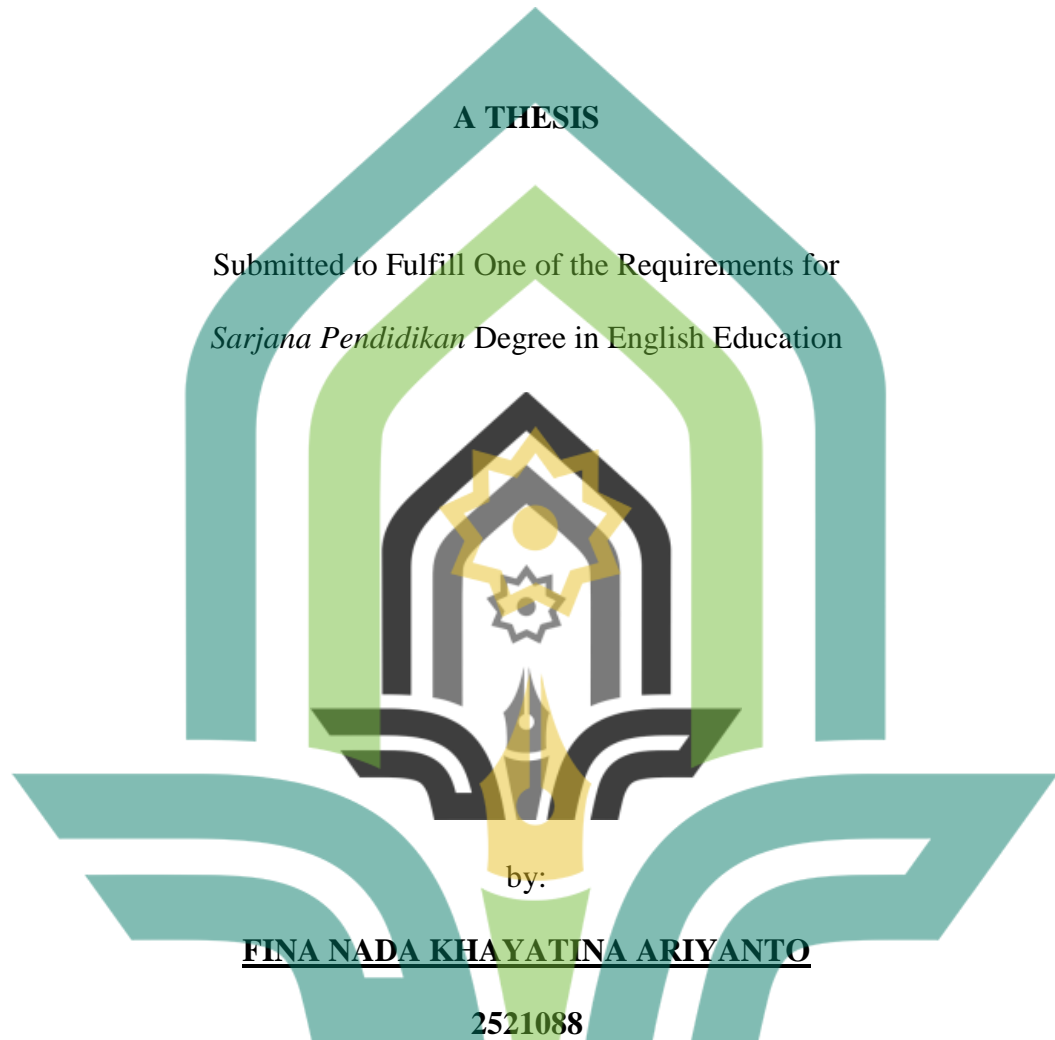 A THESIS
Submitted to Fulfill One of the Requirements for
Sarjana Pendidikan Degree in English Education
by:
FINA NADA KHAYATINA ARIYANTO
2521088